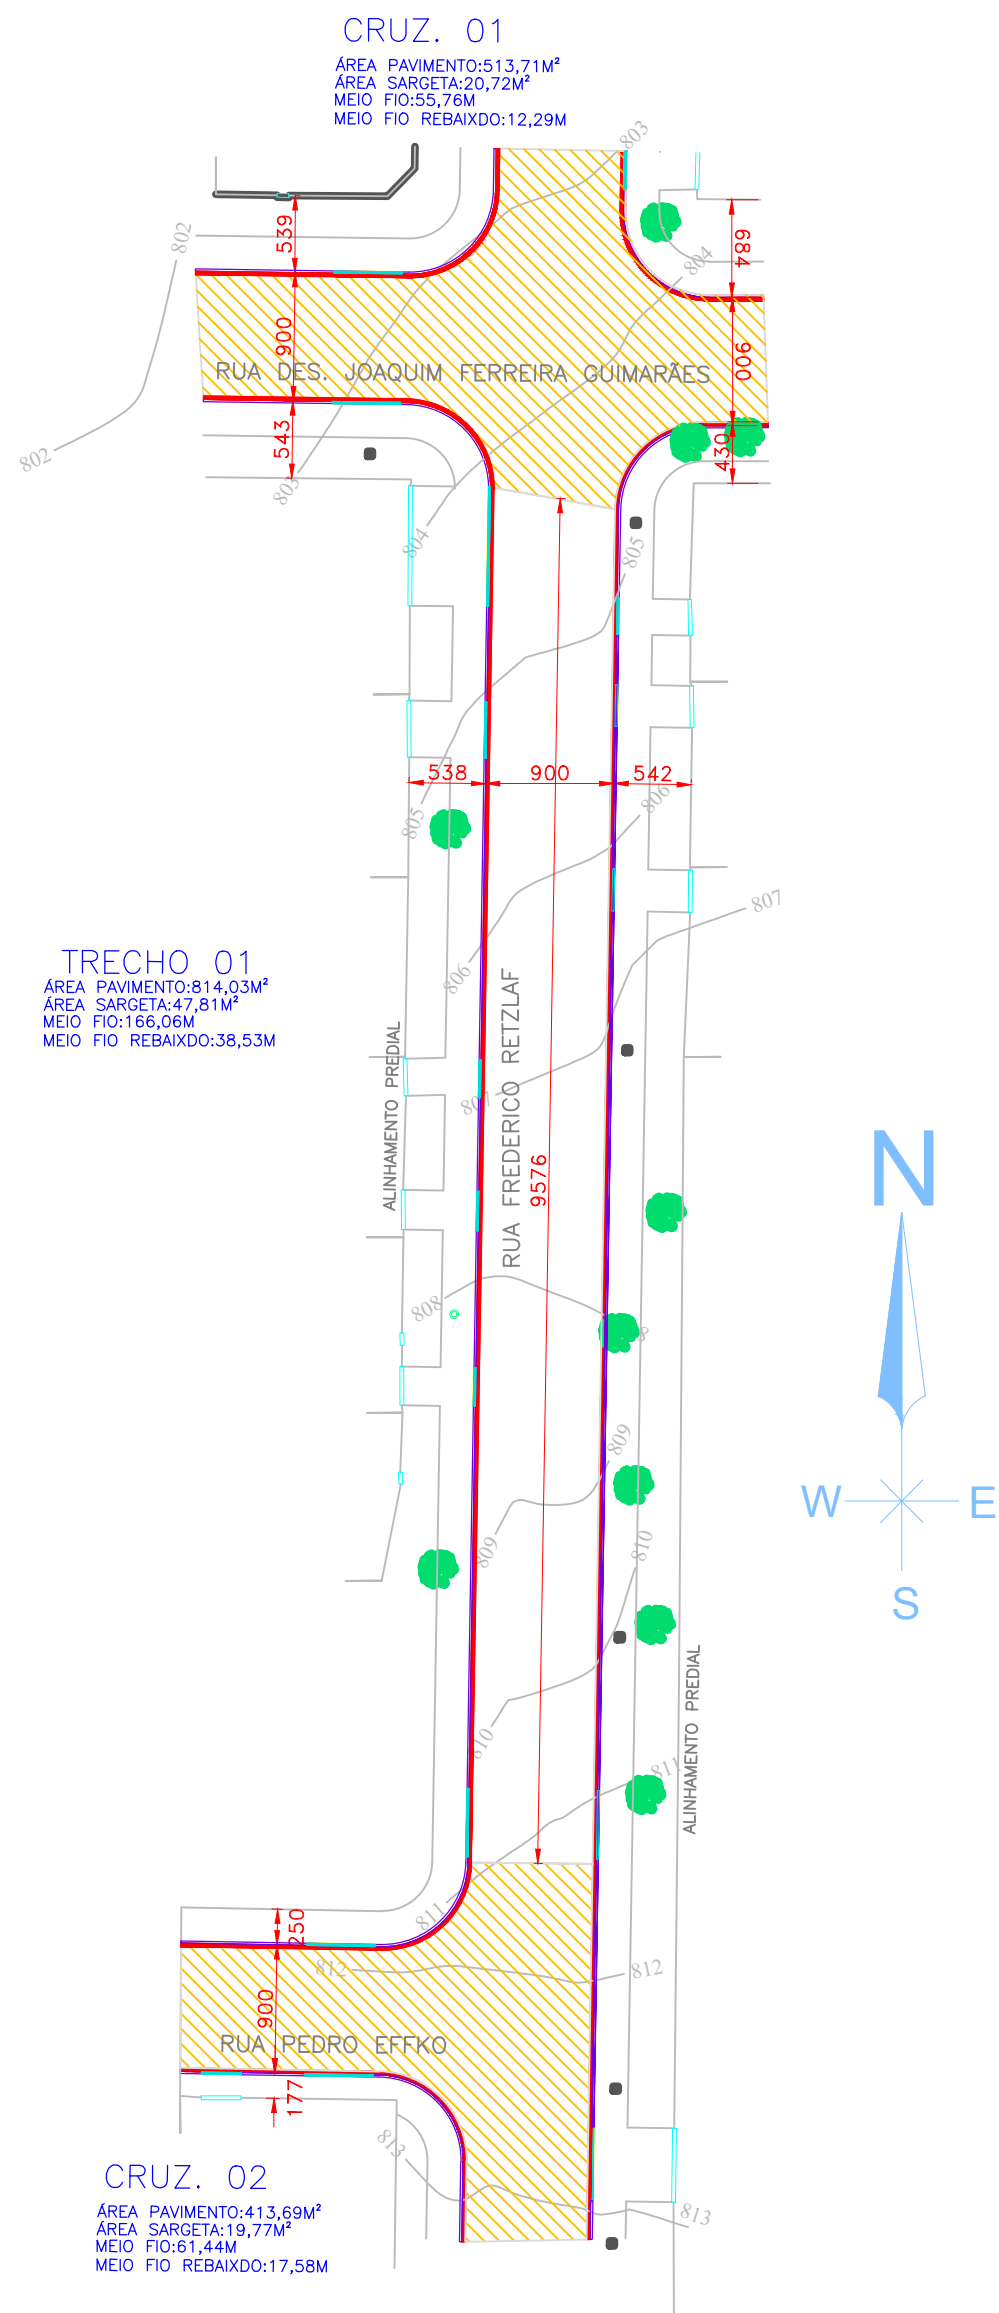 CRUZ. 01
ÁREA PAVIMENTO:513,71M²
ÁREA SARGETA:20,72M²
MEIO FIO:55,76M
MEIO FIO REBAIXDO:12,29M
803
802
539
684
804
900
900
RUA DES. JOAQUIM FERREIRA GUIMARÃES
543
430
802
803
804
805
538
900
542
806
805
807
TRECHO 01
ÁREA PAVIMENTO:814,03M²
ÁREA SARGETA:47,81M²
MEIO FIO:166,06M
MEIO FIO REBAIXDO:38,53M
806
RUA FREDERICO RETZLAF
ALINHAMENTO PREDIAL
807
9576
N
808
809
W
E
S
809
810
810
ALINHAMENTO PREDIAL
811
811
250
812
812
900
RUA PEDRO EFFKO
177
813
813
CRUZ. 02
ÁREA PAVIMENTO:413,69M²
ÁREA SARGETA:19,77M²
MEIO FIO:61,44M
MEIO FIO REBAIXDO:17,58M